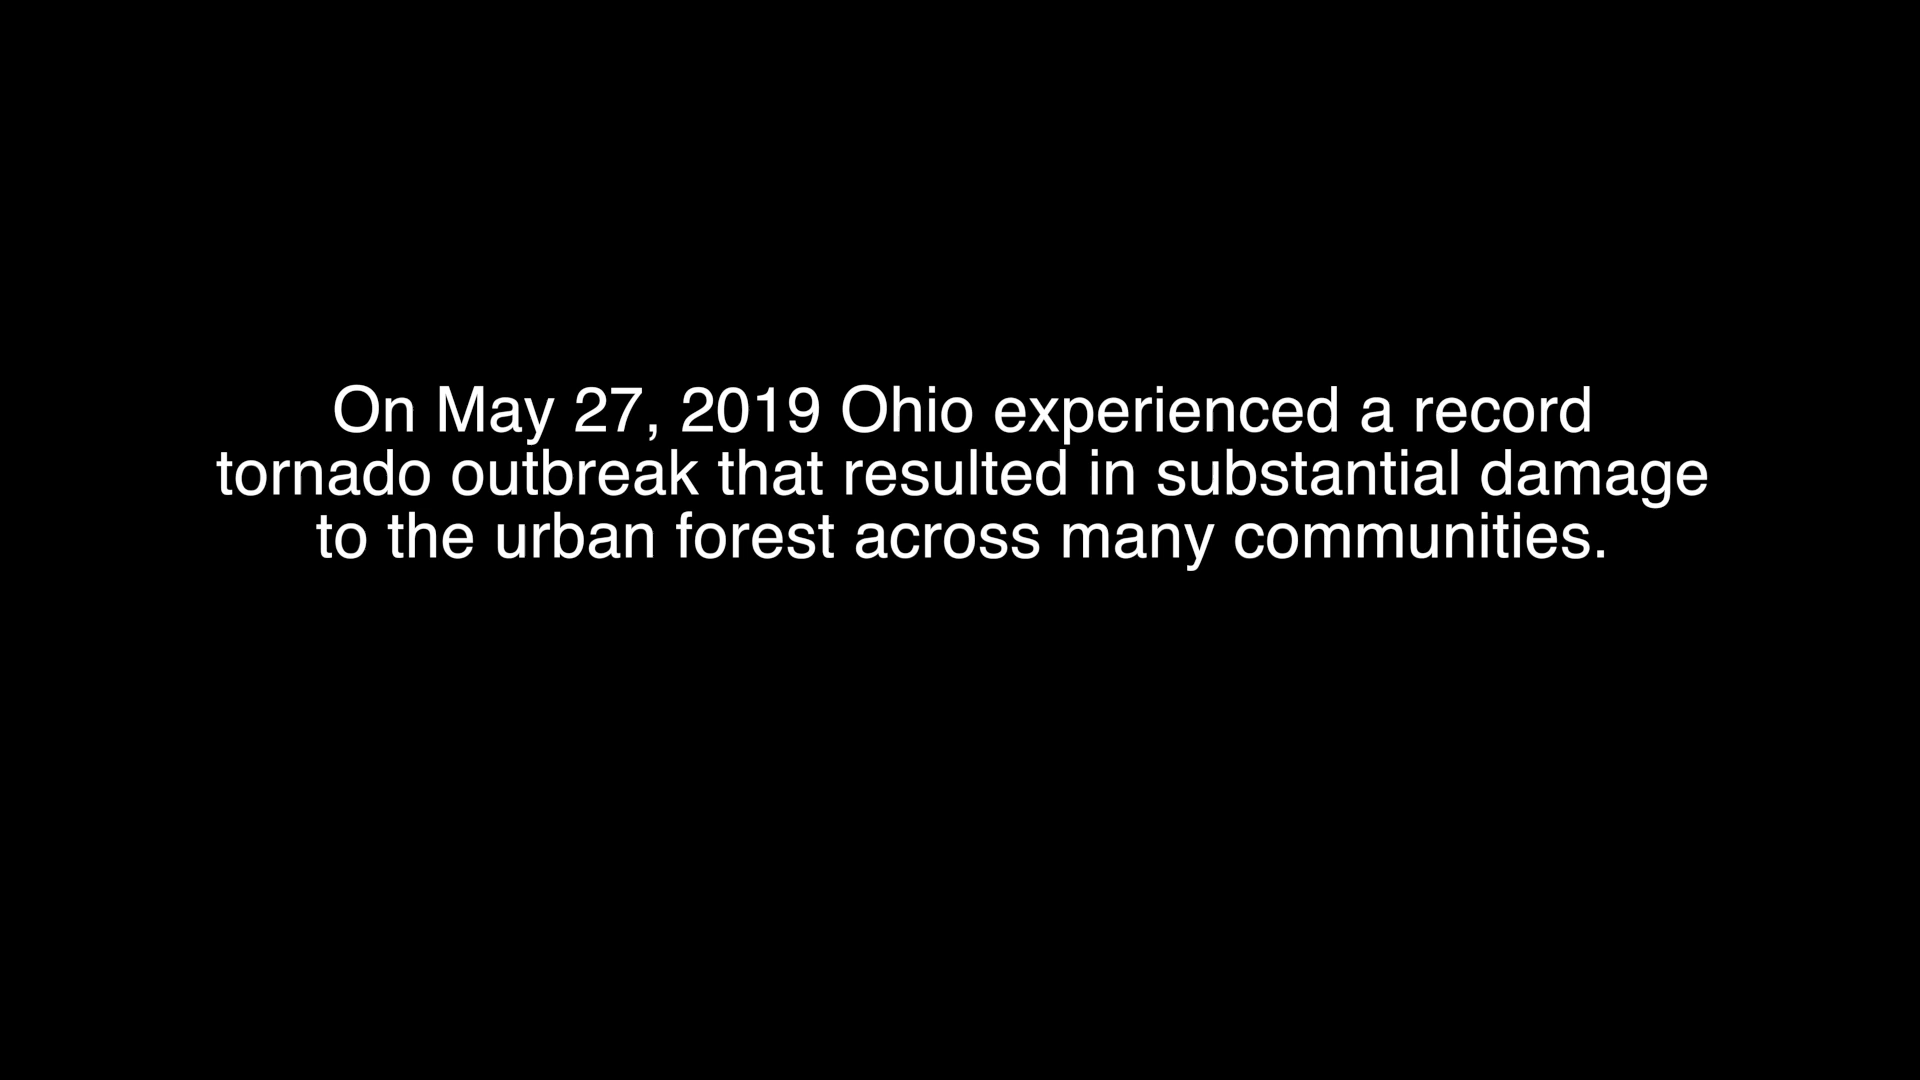 On May 27, 2019 Ohio experienced a record
tornado outbreak that resulted in substantial damage
to the urban forest across many communities.